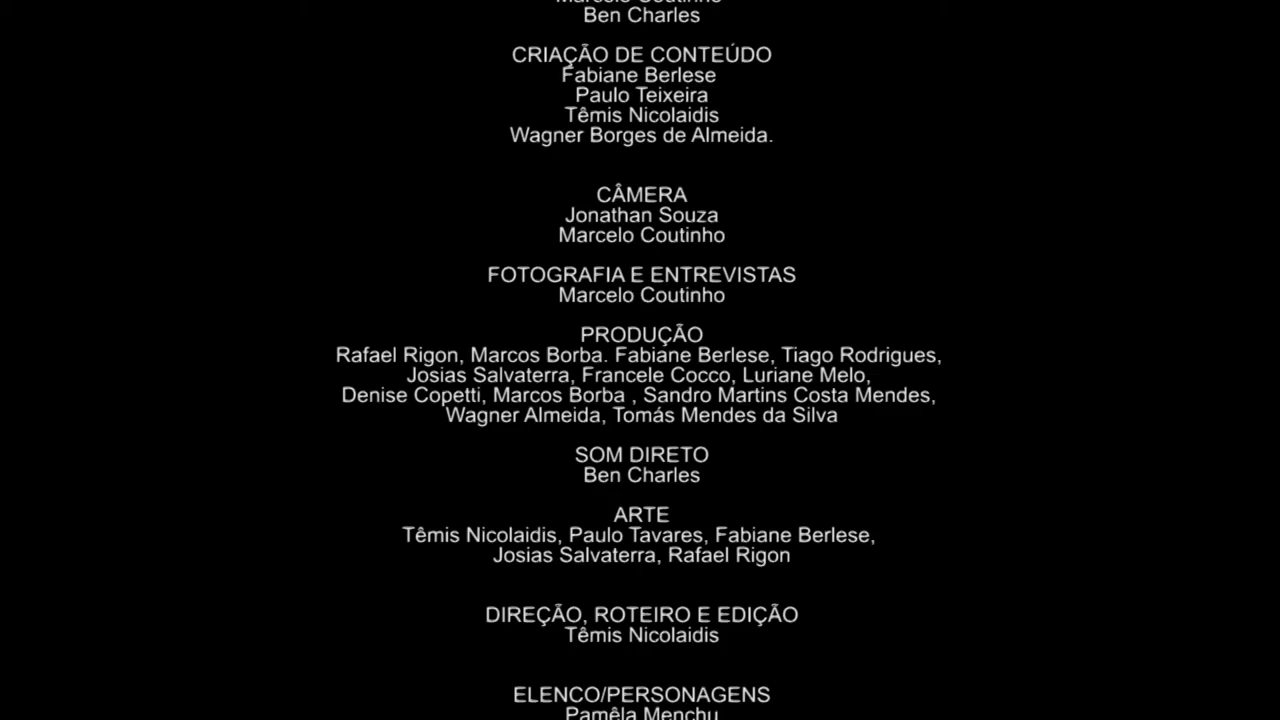 Marcelo Coutinho
Ben Charles
CRIAÇÃO DE CONTEÚDO
Fabiane Berlese
Paulo Teixeira
Têmis Nicolaidis
Wagner Borges de Almeida.
CÂMERA
Jonathan Souza
Marcelo Coutinho
FOTOGRAFIA E ENTREVISTAS
Marcelo Coutinho
PRODUÇÃO
Rafael Rigon, Marcos Borba. Fabiane Berlese, Tiago Rodrigues,
Josias Salvaterra, Francele Cocco, Luriane Melo,
Denise Copetti, Marcos Borba , Sandro Martins Costa Mendes,
Wagner Almeida, Tomás Mendes da Silva
SOM DIRETO
Ben Charles
ARTE
Têmis Nicolaidis, Paulo Tavares, Fabiane Berlese,
Josias Salvaterra, Rafael Rigon
DIREÇÃO, ROTEIRO E EDIÇÃO
Têmis Nicolaidis
ELENCO/PERSONAGENS
Pamêla Menchu